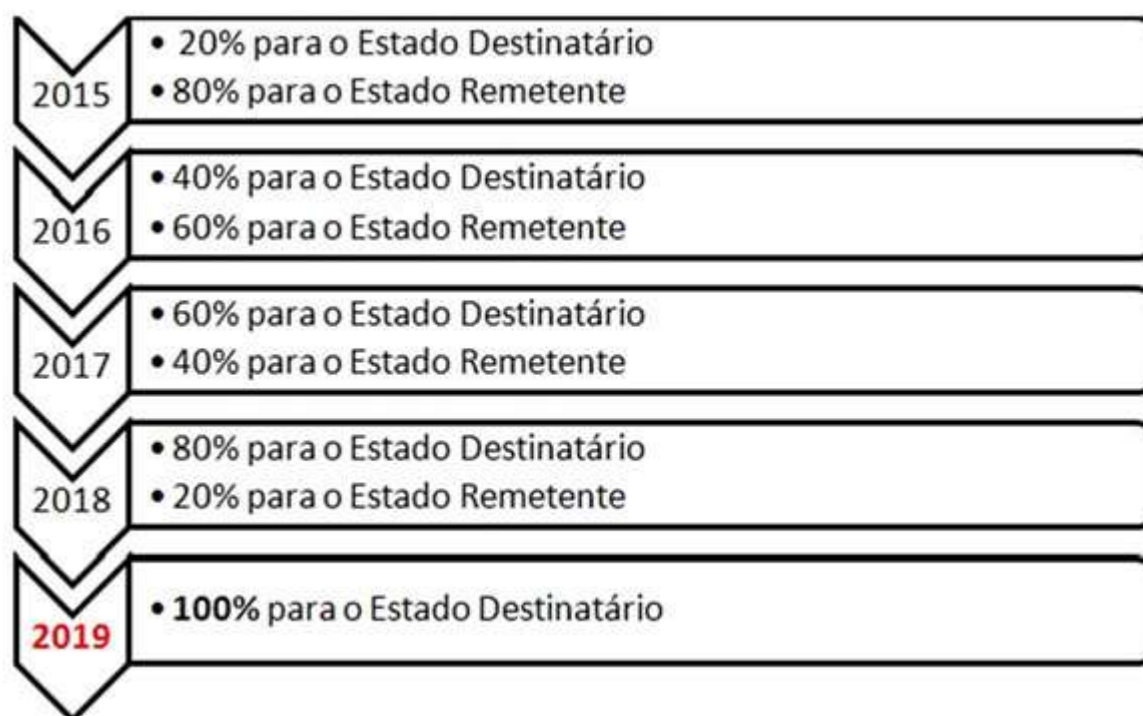 2015
• 20% para o Estado Destinatário
• 80% para o Estado Remetente
2016
• 40% para o Estado Destinatário
• 60% para o Estado Remetente
2017
• 60% para o Estado Destinatário
• 40% para o Estado Remetente
2018
• 80% para o Estado Destinatário
• 20% para o Estado Remetente
2019
• 100% para o Estado Destinatário